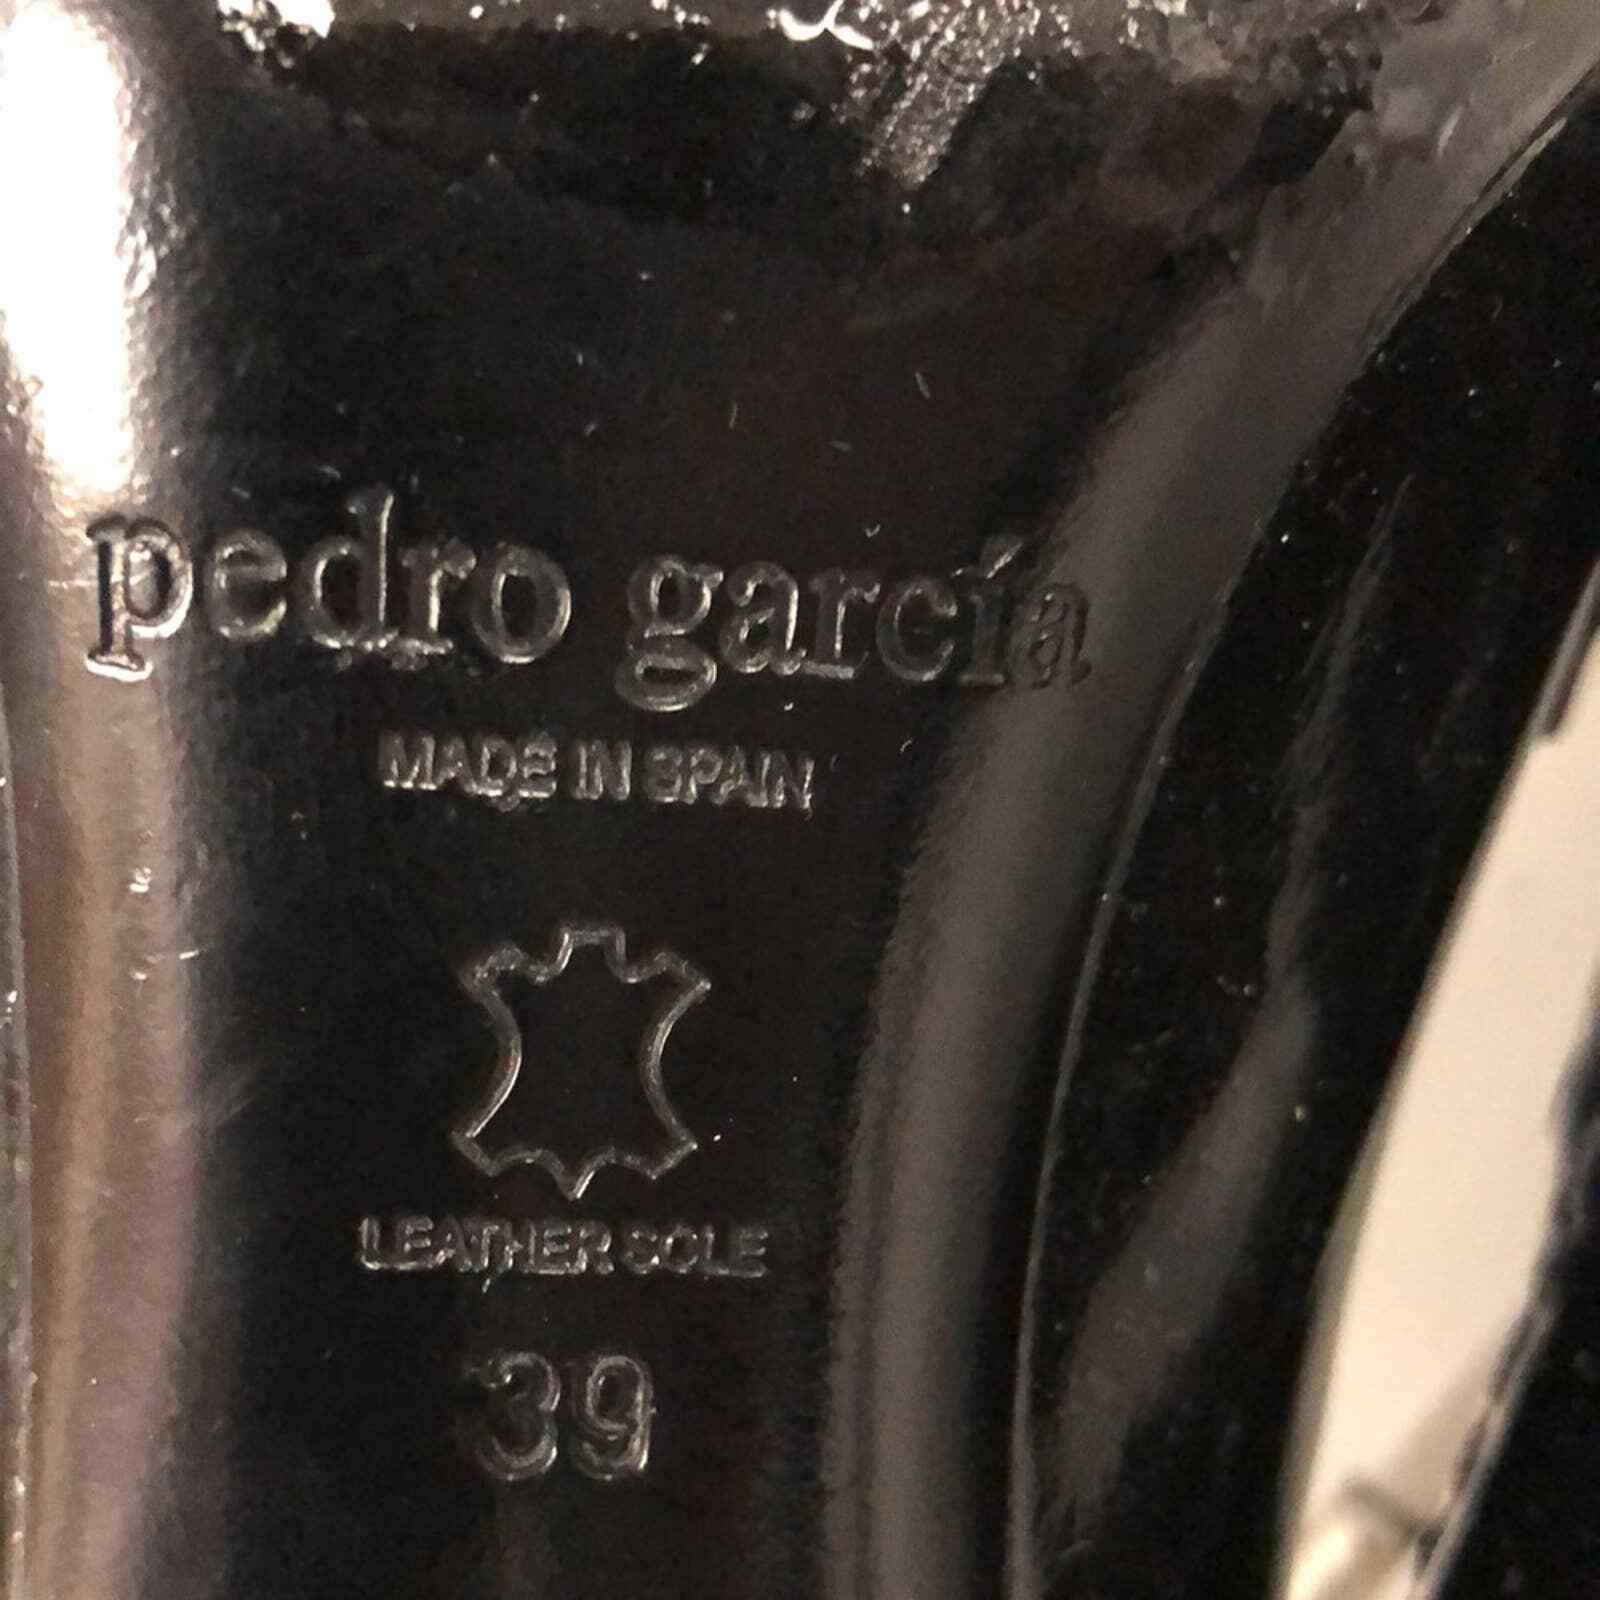 pedro garcía
MADE IN SPAIN
LEATHER SOLE
39